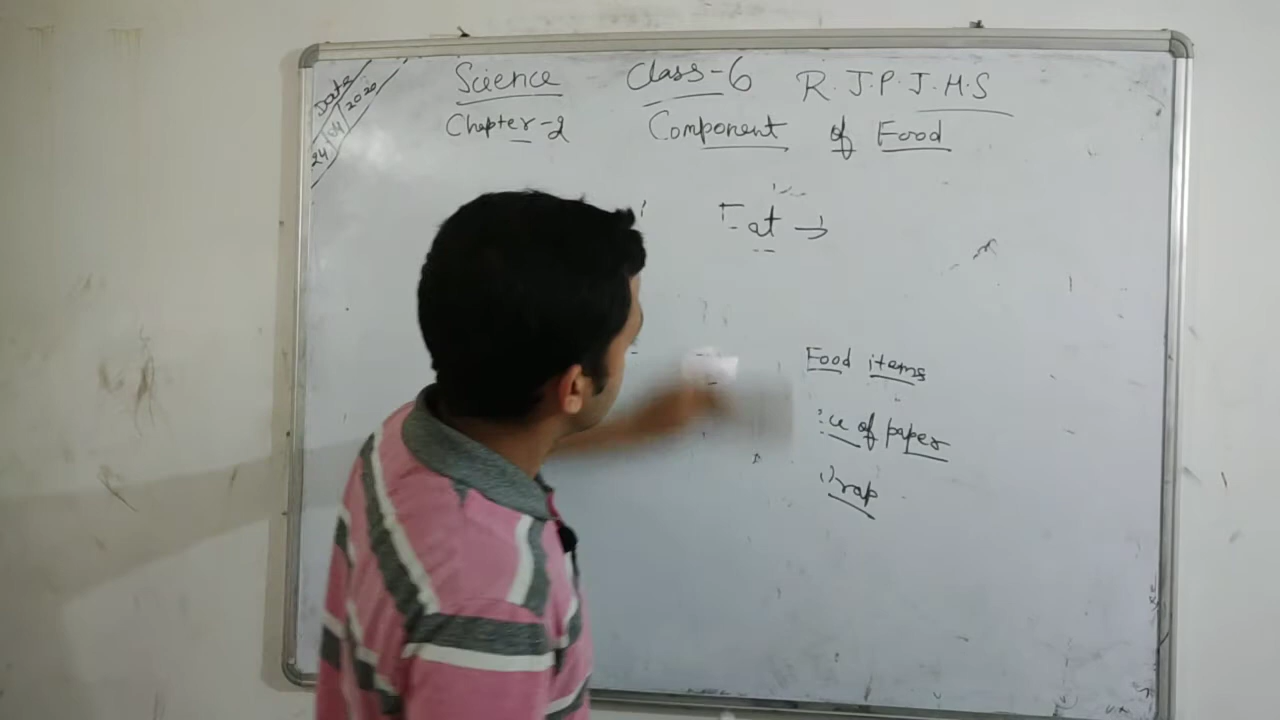 Date
24/04/2020
Science Class-6 R.J.P.J.H.S
Chapter-2 Component of Food
Fat →
Food items
of paper